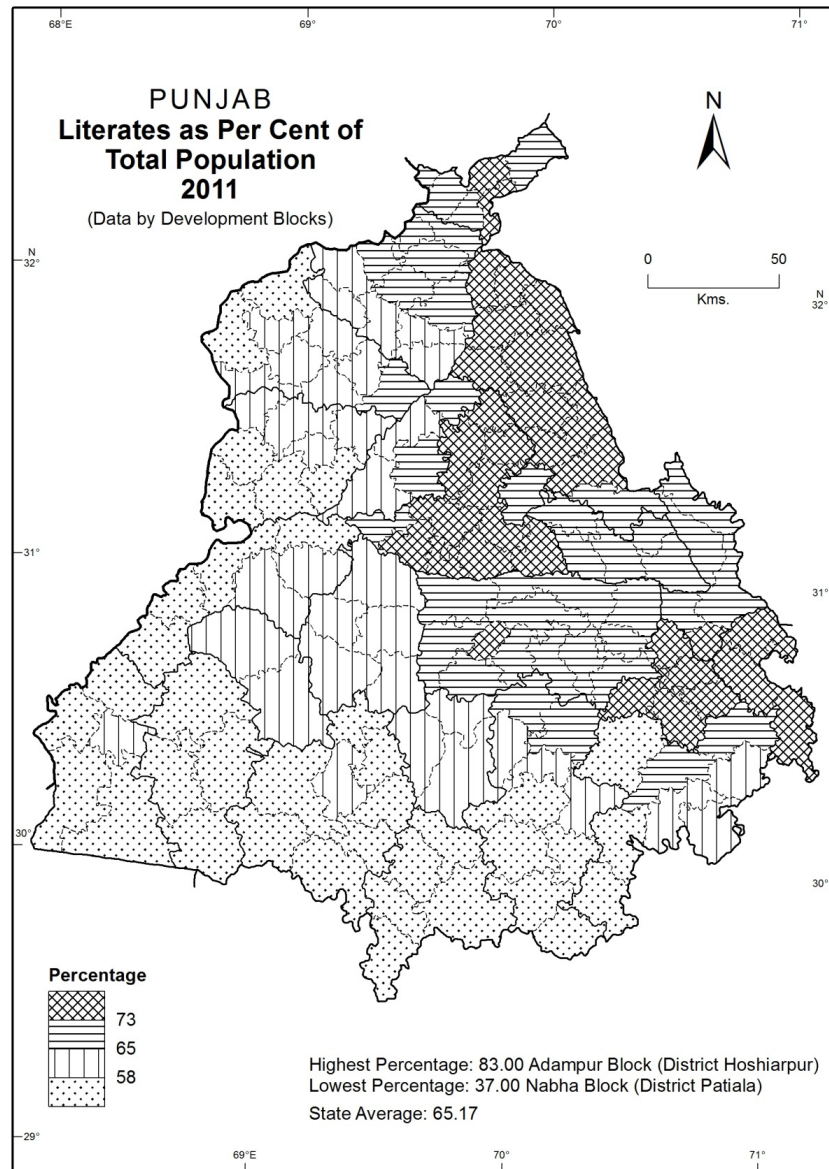 68°E 69° 70° 71°
PUNJAB
Literates as Per Cent of
Total Population
2011
(Data by Development Blocks)
N
0 50
Kms.
N
32°
N
32°
31°
31°
30°
30°
Percentage
73
65
58
Highest Percentage: 83.00 Adampur Block (District Hoshiarpur)
Lowest Percentage: 37.00 Nabha Block (District Patiala)
State Average: 65.17
29°
69°E 70° 71°